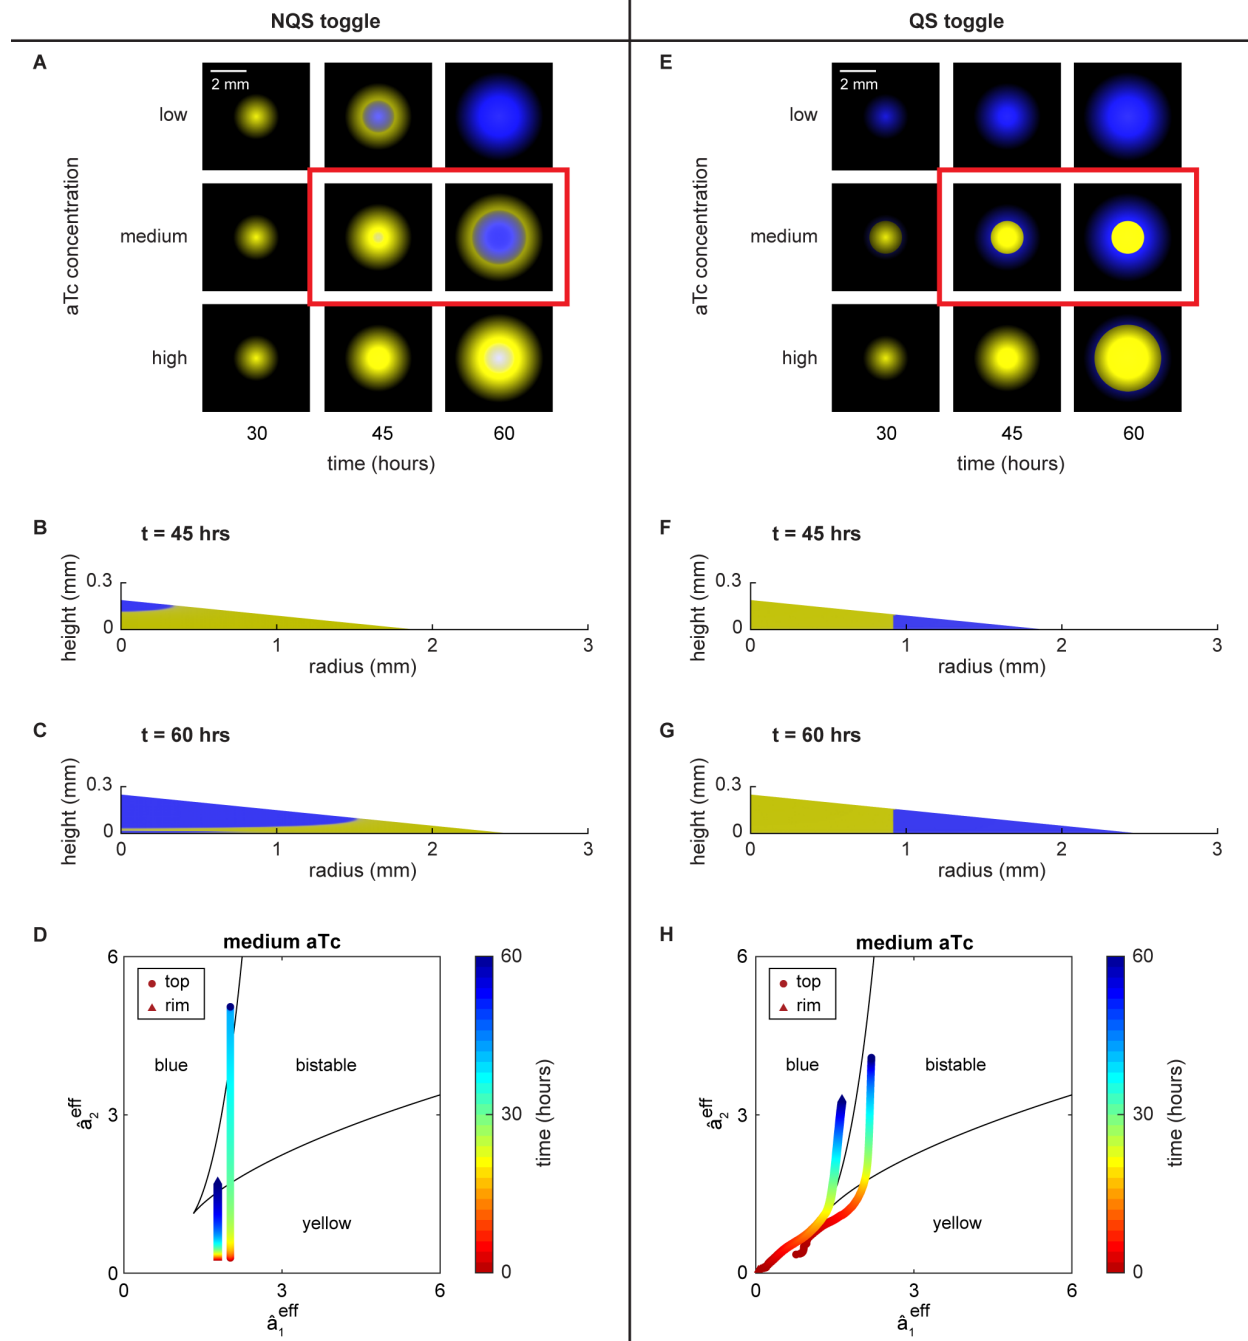 NQS toggle
QS toggle
A
2 mm
low
medium
high
aTc concentration
30
45
60
time (hours)
E
2 mm
low
medium
high
aTc concentration
30
45
60
time (hours)
B
t = 45 hrs
height (mm)
0.3
0
0
1
2
3
radius (mm)
F
t = 45 hrs
height (mm)
0.3
0
0
1
2
3
radius (mm)
C
t = 60 hrs
height (mm)
0.3
0
0
1
2
3
radius (mm)
G
t = 60 hrs
height (mm)
0.3
0
0
1
2
3
radius (mm)
D
medium aTc
6
3
0
top
rim
blue
bistable
yellow
0
3
6
â₁ᵉᶠᶠ
â₂ᵉᶠᶠ
60
30
0
time (hours)
H
medium aTc
6
3
0
top
rim
blue
bistable
yellow
0
3
6
â₁ᵉᶠᶠ
â₂ᵉᶠᶠ
60
30
0
time (hours)